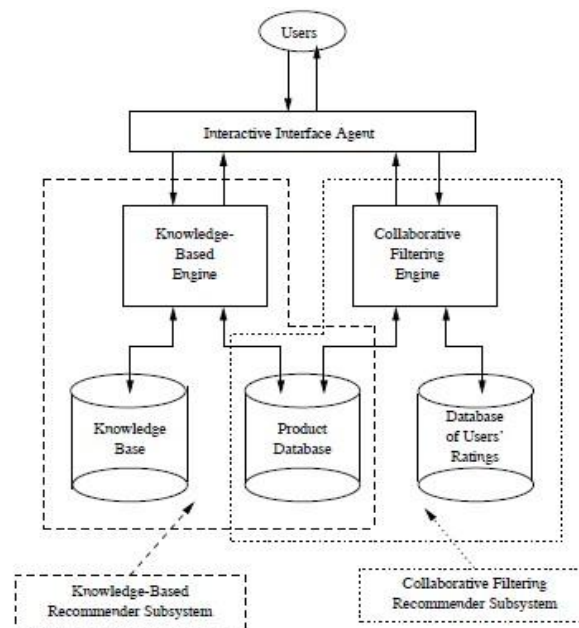 Users
Interactive Interface Agent
Knowledge-
Based
Engine
Collaborative
Filtering
Engine
Knowledge
Base
Product
Database
Database
of Users'
Ratings
Knowledge-Based
Recommender Subsystem
Collaborative Filtering
Recommender Subsystem